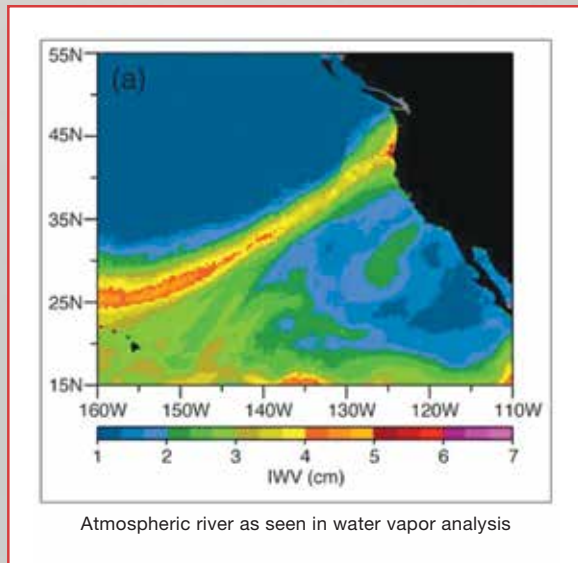 (a)
55N
45N
35N
25N
15N
160W 150W 140W 130W 120W 110W
1 2 3 4 5 6 7
IWV (cm)
Atmospheric river as seen in water vapor analysis